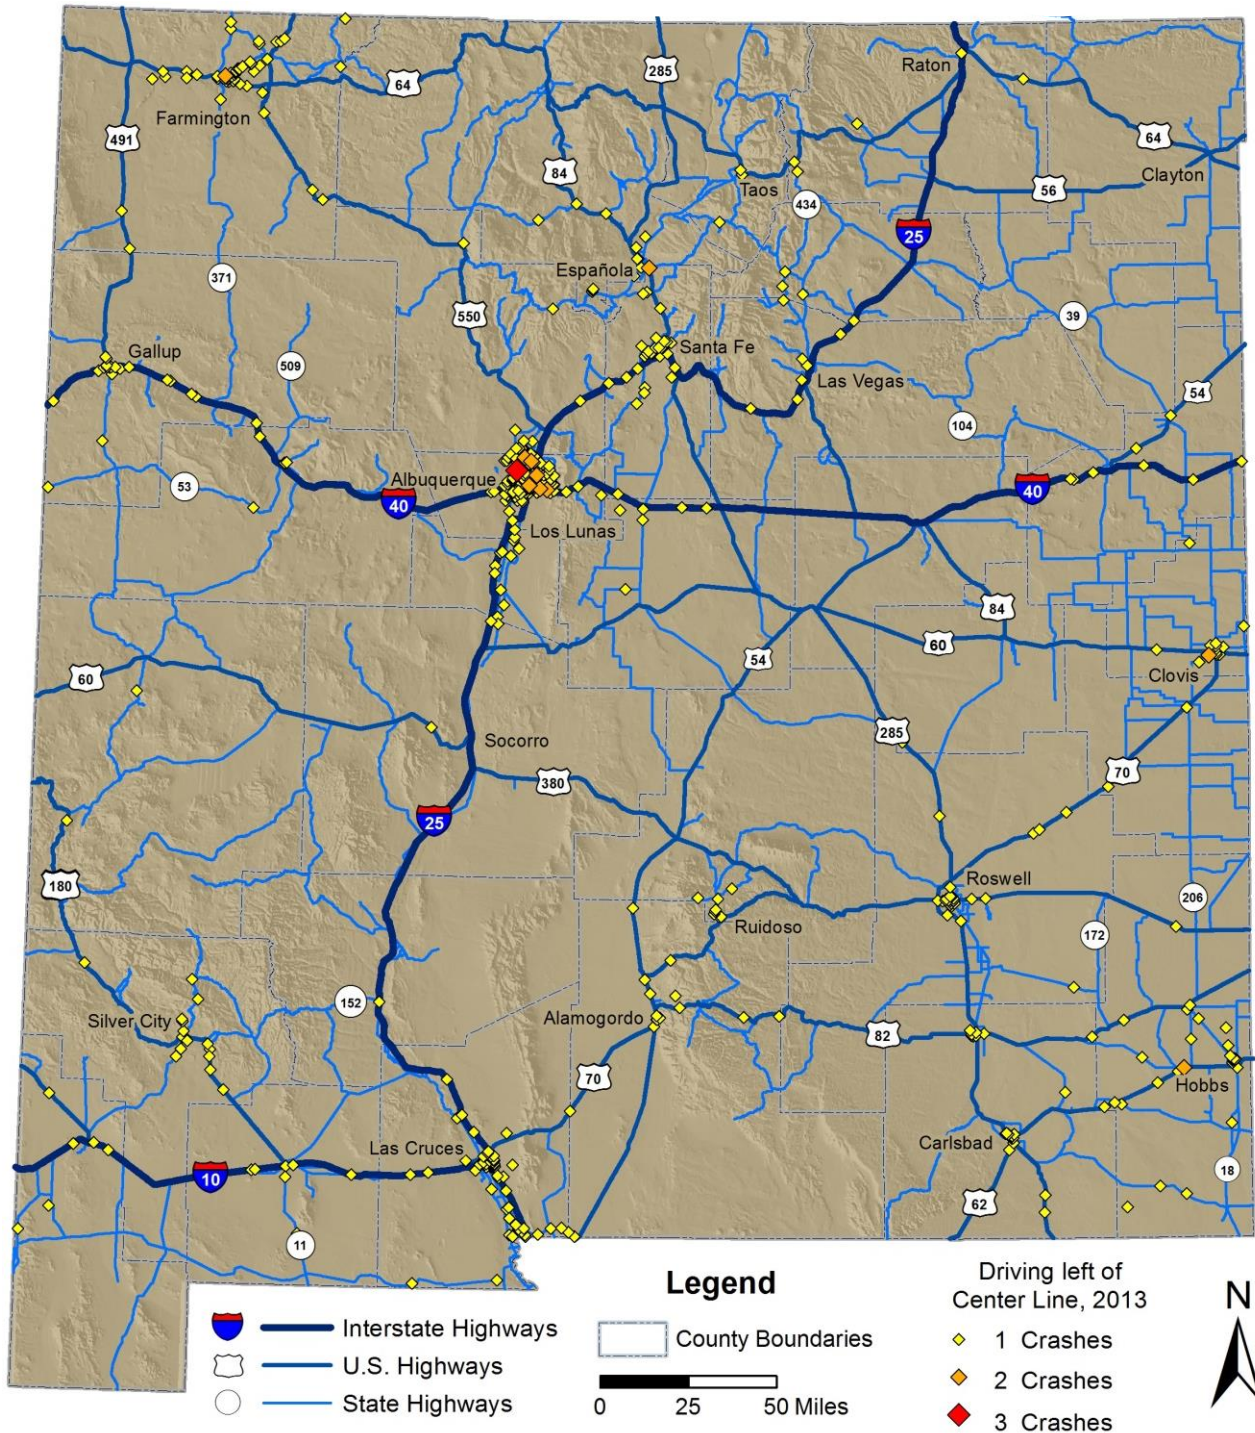 Raton
285
64
Farmington
491
64
Clayton
84
Taos
56
434
25
Española
371
550
39
Gallup
Santa Fe
509
Las Vegas
54
104
Albuquerque
53
40
40
Los Lunas
84
60
54
60
Clovis
285
Socorro
70
380
25
Roswell
180
206
Ruidoso
172
152
Silver City
Alamogordo
82
70
Hobbs
Las Cruces
Carlsbad
18
10
62
11
Legend
Interstate Highways
U.S. Highways
State Highways
County Boundaries
0 25 50 Miles
Driving left of
Center Line, 2013
1 Crashes
2 Crashes
3 Crashes
N